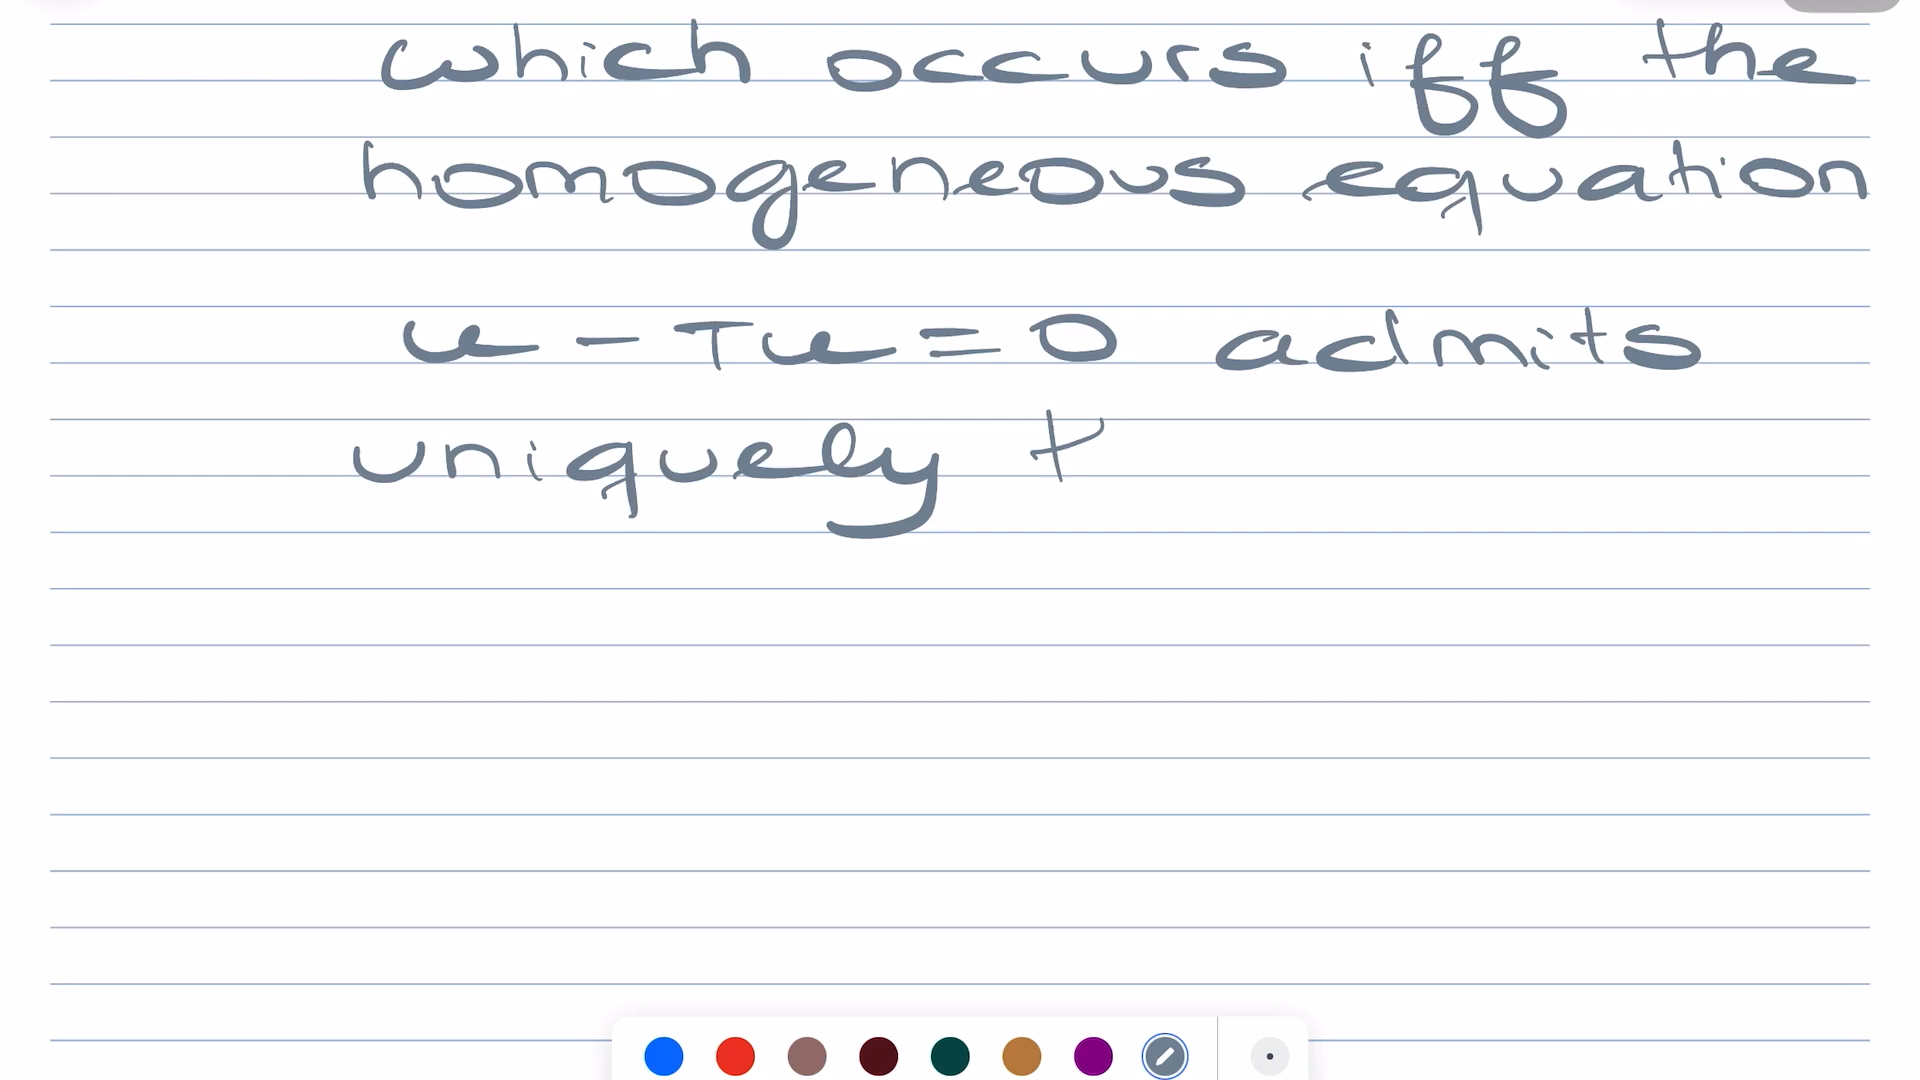 which occurs iff the
homogeneous equation
u - Tu = 0 admits
uniquely t